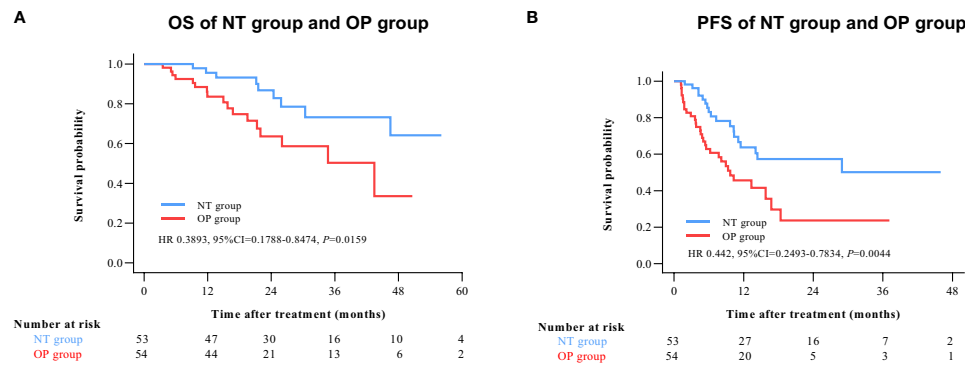 A
OS of NT group and OP group
1.0
0.8
0.6
0.4
0.2
0.0
Survival probability
NT group
OP group
HR 0.3893, 95%CI=0.1788-0.8474, P=0.0159
0 12 24 36 48 60
Time after treatment (months)
Number at risk
NT group 53 47 30 16 10 4
OP group 54 44 21 13 6 2
B
PFS of NT group and OP group
1.0
0.8
0.6
0.4
0.2
0.0
Survival probability
NT group
OP group
HR 0.442, 95%CI=0.2493-0.7834, P=0.0044
0 12 24 36 48
Time after treatment (months)
Number at risk
NT group 53 27 16 7 2
OP group 54 20 5 3 1